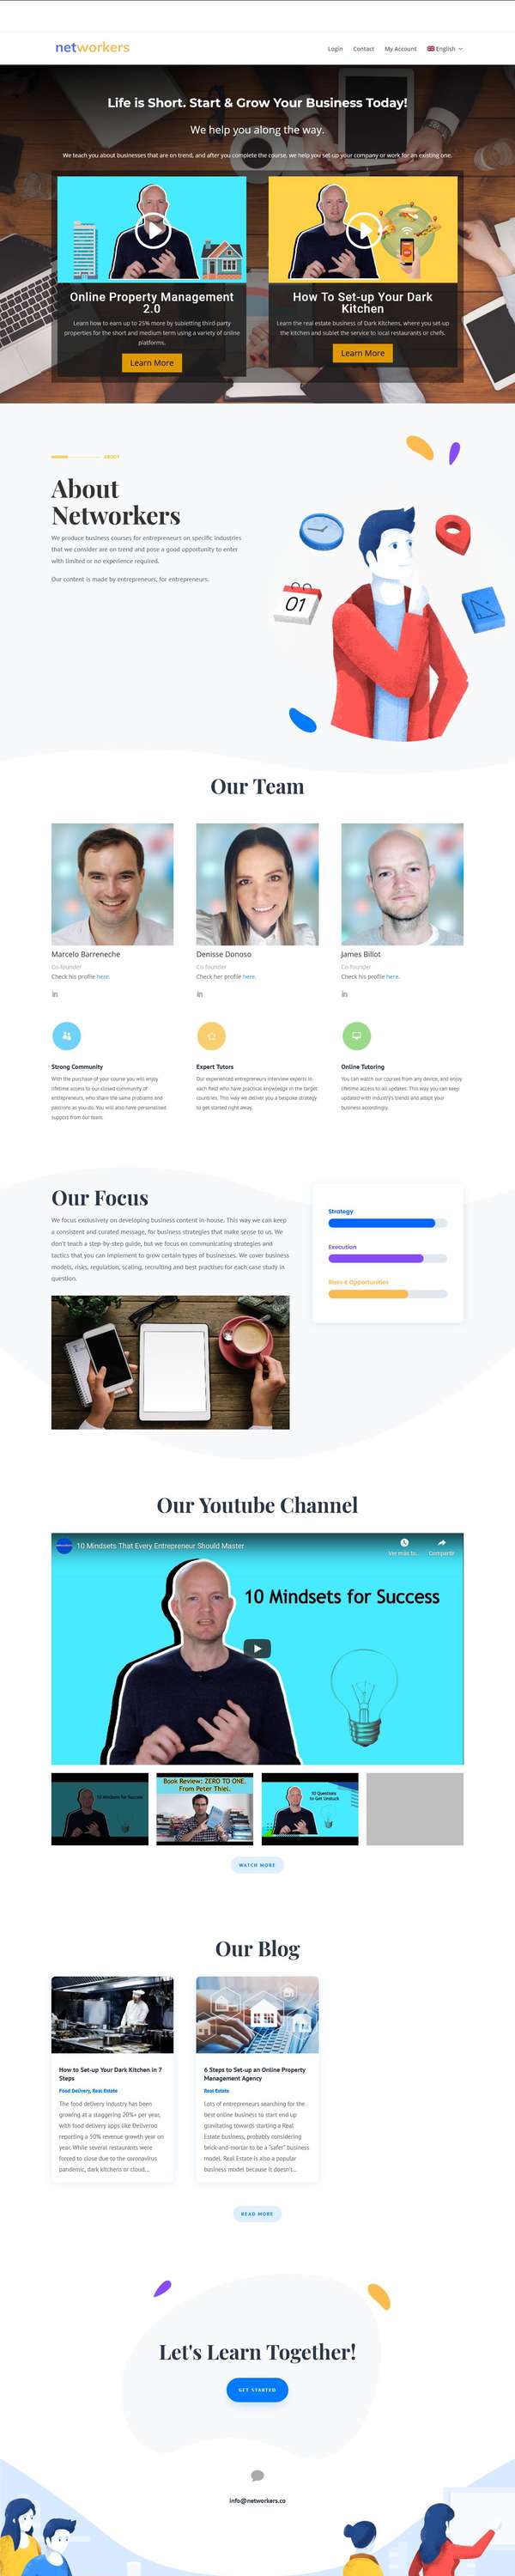 networkers
Login Contact My Account English
Life is Short. Start & Grow Your Business Today!
We help you along the way.
We teach you about businesses that are on trend, and after you complete the course, we help you set up your company or work for an existing one.
Online Property Management
2.0
Learn how to earn up to 25% more by subletting third-party
properties for the short and medium term using a variety of online
platforms.
Learn More
How To Set-up Your Dark
Kitchen
Learn the real estate business of Dark Kitchens, where you set-up
the kitchen and sublet the service to local restaurants or chefs.
Learn More
ABOUT
About
Networkers
We produce business courses for entrepreneurs on specific industries
that we consider are on trend and pose a good opportunity to enter
with limited or no experience required.
Our content is made by entrepreneurs, for entrepreneurs.
01
Our Team
Marcelo Barreneche
Co-founder
Check his profile here.
in
Denisse Donoso
Co-founder
Check her profile here.
in
James Billot
Co-founder
Check his profile here.
in
Strong Community
With the purchase of your course you will enjoy
lifetime access to our closed community of
entrepreneurs, who share the same problems and
passions as you do. You will also have personalised
support from our team.
Expert Tutors
Our experienced entrepreneurs interview experts in
each field who have practical knowledge in the target
countries. This way we deliver you a bespoke strategy
to get started right away.
Online Tutoring
You can watch our courses from any device, and enjoy
lifetime access to all updates. This way you can keep
updated with industry's trends and adapt your
business accordingly.
Our Focus
We focus exclusively on developing business content in-house. This way we can keep
a consistent and curated message, for business strategies that make sense to us. We
don't teach a step-by-step guide, but we focus on communicating strategies and
tactics that you can implement to grow certain types of businesses. We cover business
models, risks, regulation, scaling, recruiting and best practises for each case study in
question.
Strategy
Execution
Risks & Opportunities
Our Youtube Channel
10 Mindsets That Every Entrepreneur Should Master
Ver más ta... Compartir
10 Mindsets for Success
10 Mindsets for Success
Book Review: ZERO TO ONE.
From Peter Thiel.
10 Questions
to Get Unstuck
WATCH MORE
Our Blog
How to Set-up Your Dark Kitchen in 7
Steps
Food Delivery, Real Estate
The food delivery industry has been
growing at a staggering 20%+ per year,
with food delivery apps like Deliveroo
reporting a 50% revenue growth year on
year. While several restaurants were
forced to close due to the coronavirus
pandemic, dark kitchens or cloud...
6 Steps to Set-up an Online Property
Management Agency
Real Estate
Lots of entrepreneurs searching for the
best online business to start end up
gravitating towards starting a Real
Estate business, probably considering
brick-and-mortar to be a "safer" business
model. Real Estate is also a popular
business model because it doesn't...
READ MORE
Let's Learn Together!
GET STARTED
info@networkers.co